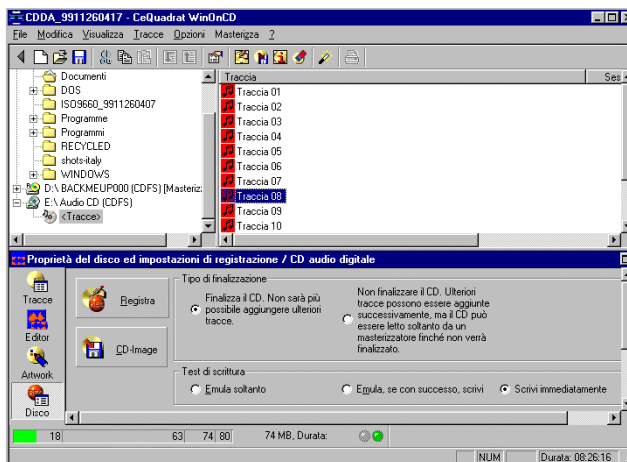 CDDA_9911260417 - CeQuadrat WinOnCD
File Modifica Visualizza Tracce Opzioni Masterizza ?
Documenti
DOS
ISO9660_9911260407
Programme
Programmi
RECYCLED
shots-italy
WINDOWS
D:\ BACKMEUP000 (CDFS) [Masteriz
E:\ Audio CD (CDFS)
<Tracce>
Traccia Ses
Traccia 01
Traccia 02
Traccia 03
Traccia 04
Traccia 05
Traccia 06
Traccia 07
Traccia 08
Traccia 09
Traccia 10
Proprietà del disco ed impostazioni di registrazione / CD audio digitale
Tracce
Editor
Artwork
Disco
Registra
CD-Image
Tipo di finalizzazione
Finalizza il CD. Non sarà più
possibile aggiungere ulteriori
tracce.
Non finalizzare il CD. Ulteriori
tracce possono essere aggiunte
successivamente, ma il CD può
essere letto soltanto da un
masterizzatore finché non verrà
finalizzato.
Test di scrittura
Emula soltanto
Emula, se con successo, scrivi
Scrivi immediatamente
18 63 74 80 74 MB, Durata:
NUM Durata: 08:26:16